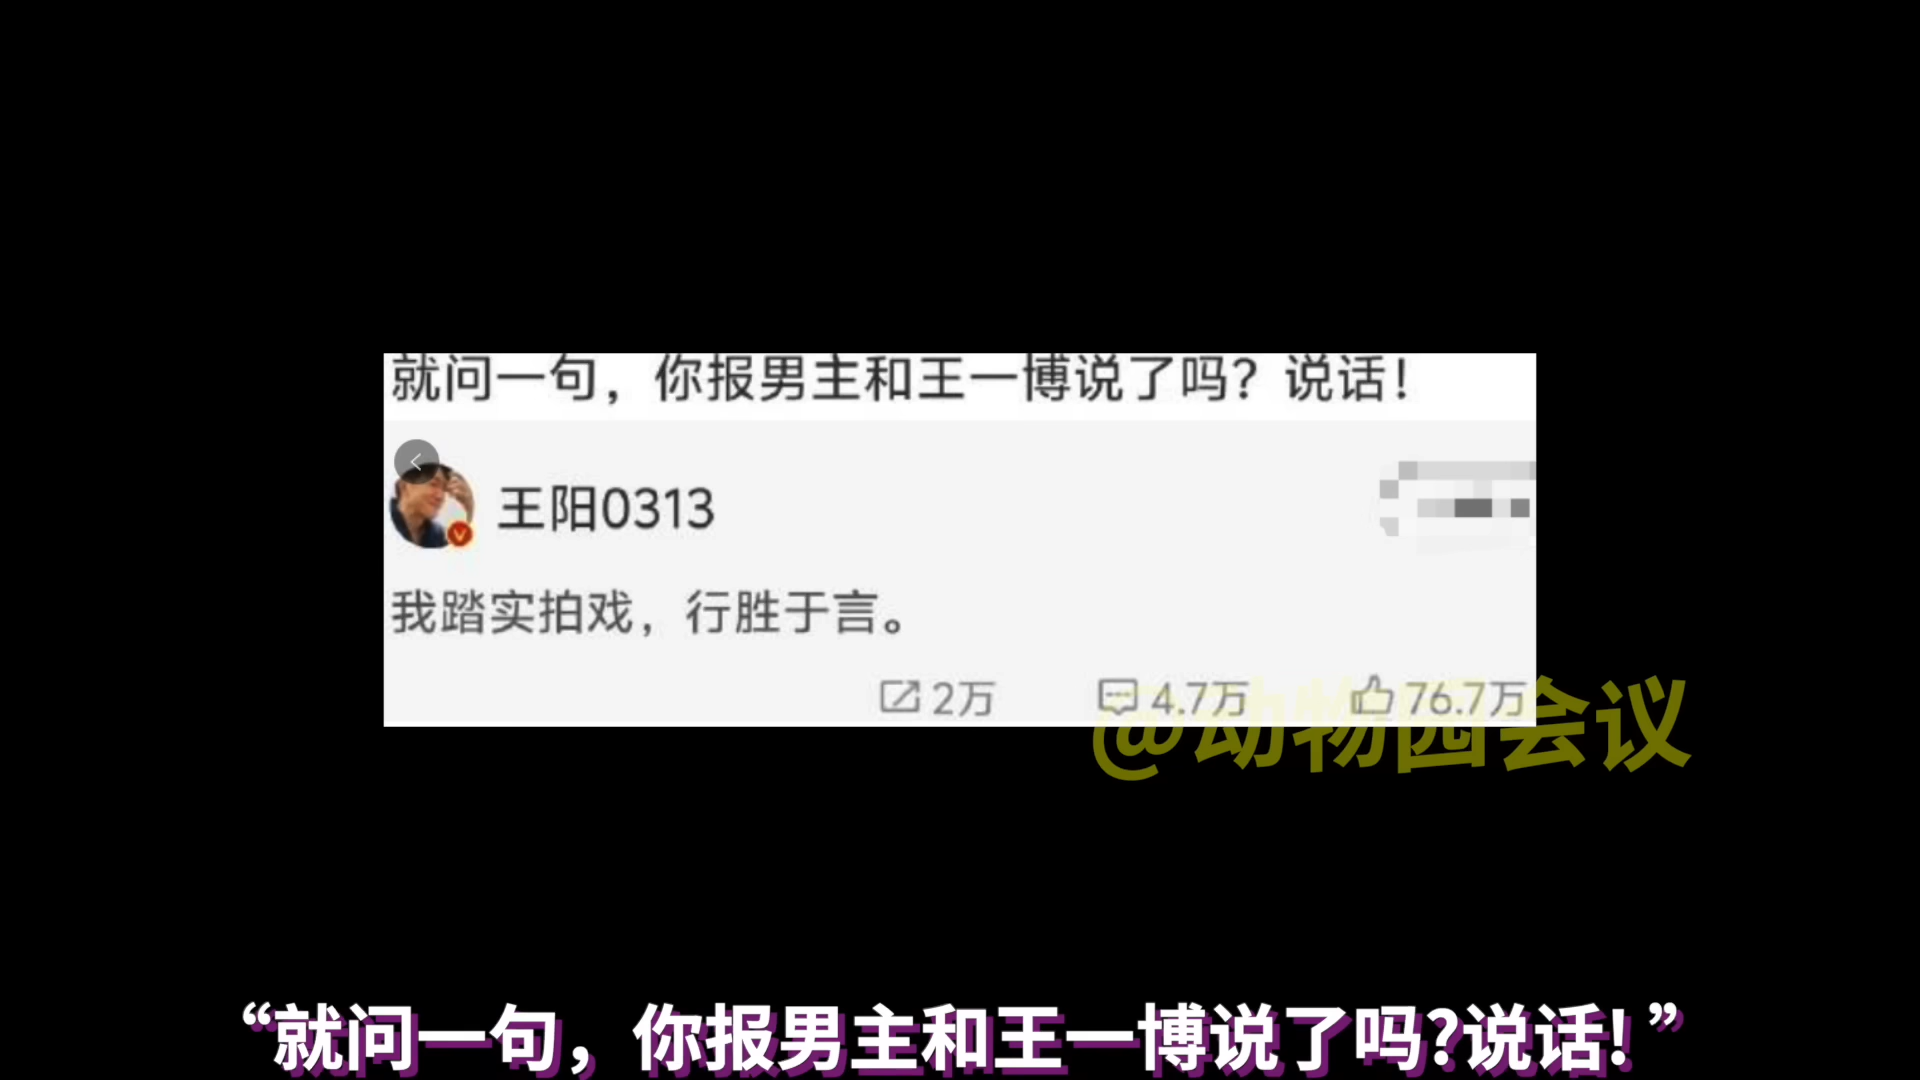 就问一句，你报男主和王一博说了吗？说话！
王阳0313
我踏实拍戏，行胜于言。
2万 4.7万 76.7万
@动物园会议
“就问一句，你报男主和王一博说了吗?说话!”